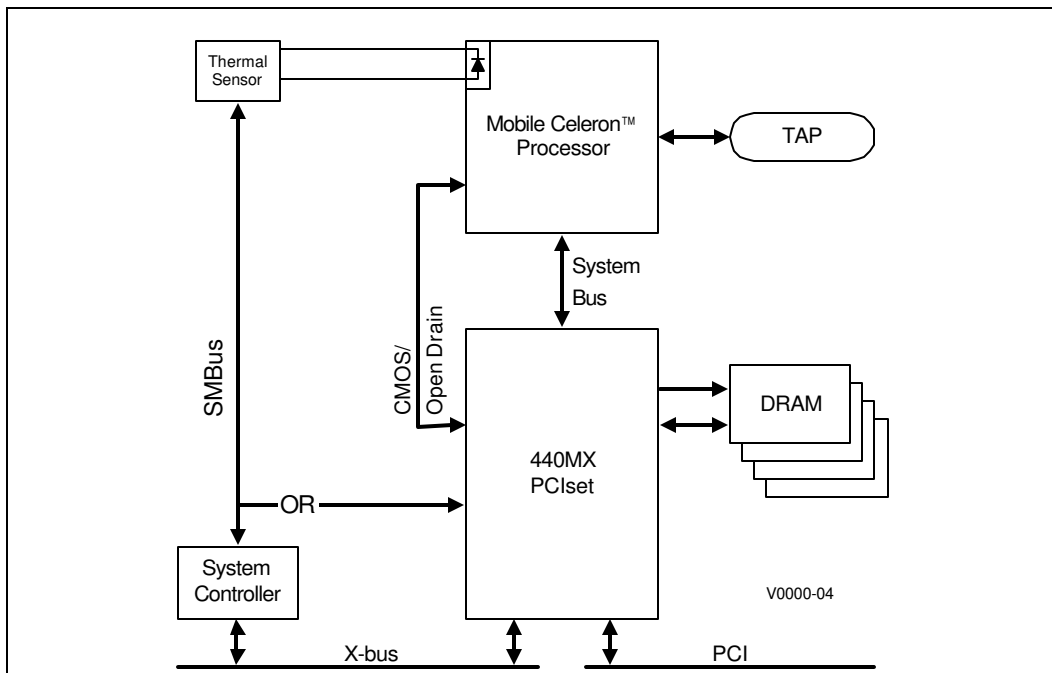 Thermal
Sensor
Mobile Celeron™
Processor
TAP
System
Bus
SMBus
CMOS/
Open Drain
DRAM
440MX
PCIset
OR
System
Controller
V0000-04
X-bus
PCI